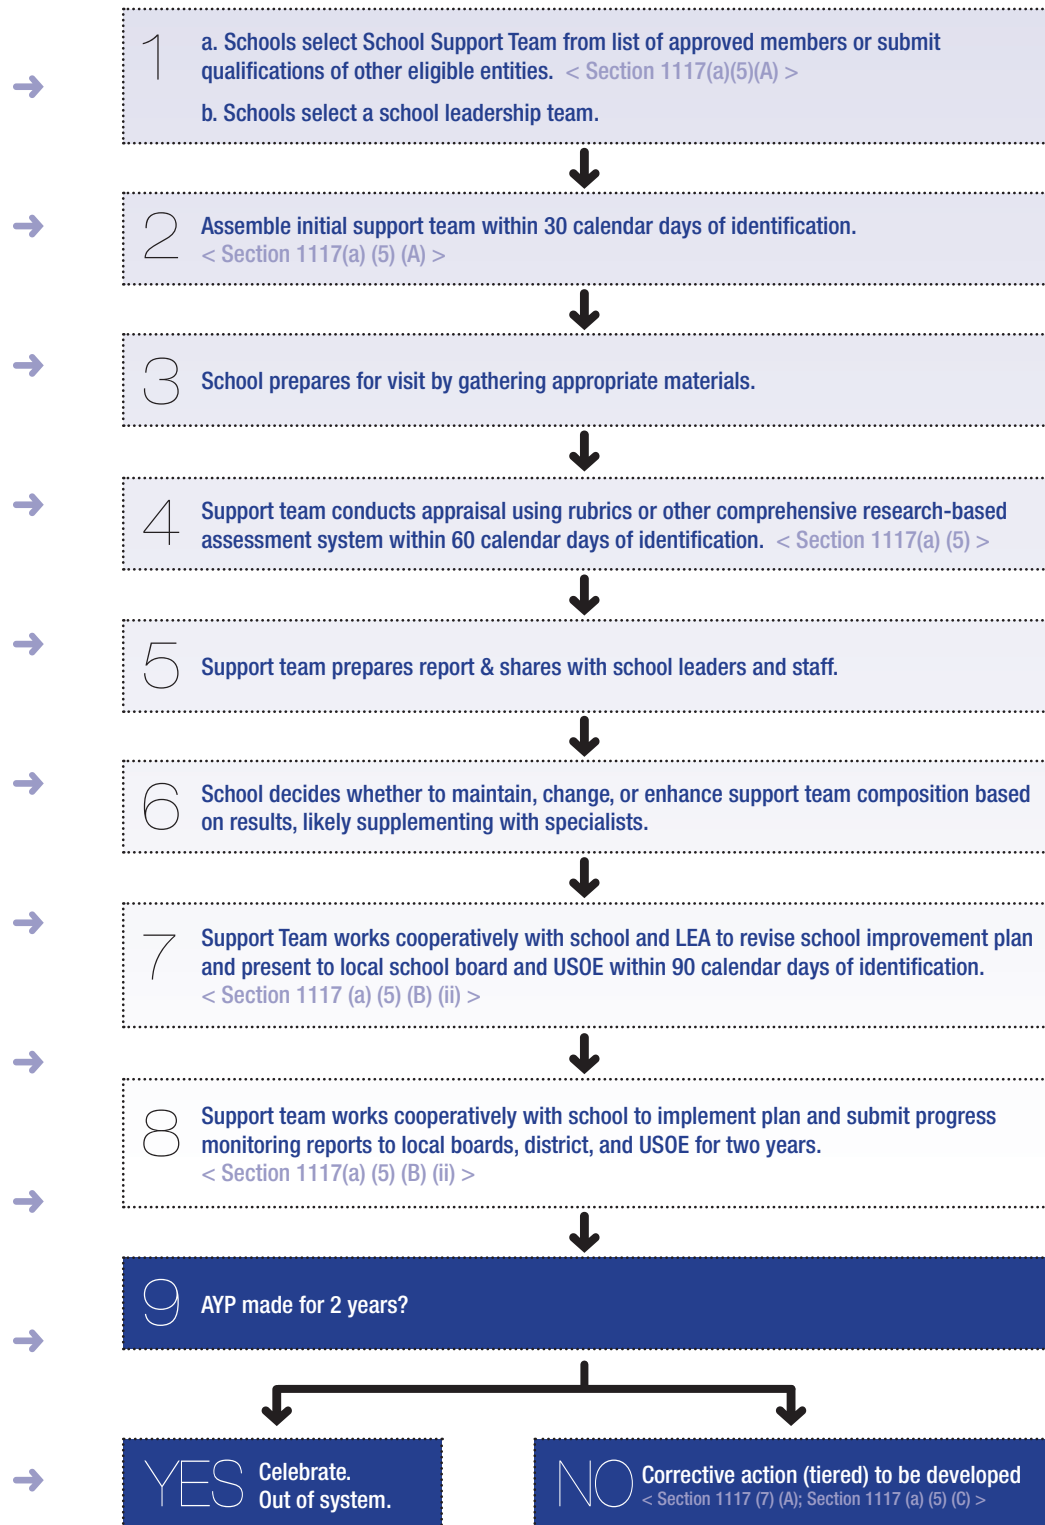 1
a. Schools select School Support Team from list of approved members or submit
qualifications of other eligible entities. < Section 1117(a)(5)(A) >
b. Schools select a school leadership team.
2
Assemble initial support team within 30 calendar days of identification.
< Section 1117(a) (5) (A) >
3
School prepares for visit by gathering appropriate materials.
4
Support team conducts appraisal using rubrics or other comprehensive research-based
assessment system within 60 calendar days of identification. < Section 1117(a) (5) >
5
Support team prepares report & shares with school leaders and staff.
6
School decides whether to maintain, change, or enhance support team composition based
on results, likely supplementing with specialists.
7
Support Team works cooperatively with school and LEA to revise school improvement plan
and present to local school board and USOE within 90 calendar days of identification.
< Section 1117 (a) (5) (B) (ii) >
8
Support team works cooperatively with school to implement plan and submit progress
monitoring reports to local boards, district, and USOE for two years.
< Section 1117(a) (5) (B) (ii) >
9
AYP made for 2 years?
YES
Celebrate.
Out of system.
NO
Corrective action (tiered) to be developed
< Section 1117 (7) (A); Section 1117 (a) (5) (C) >